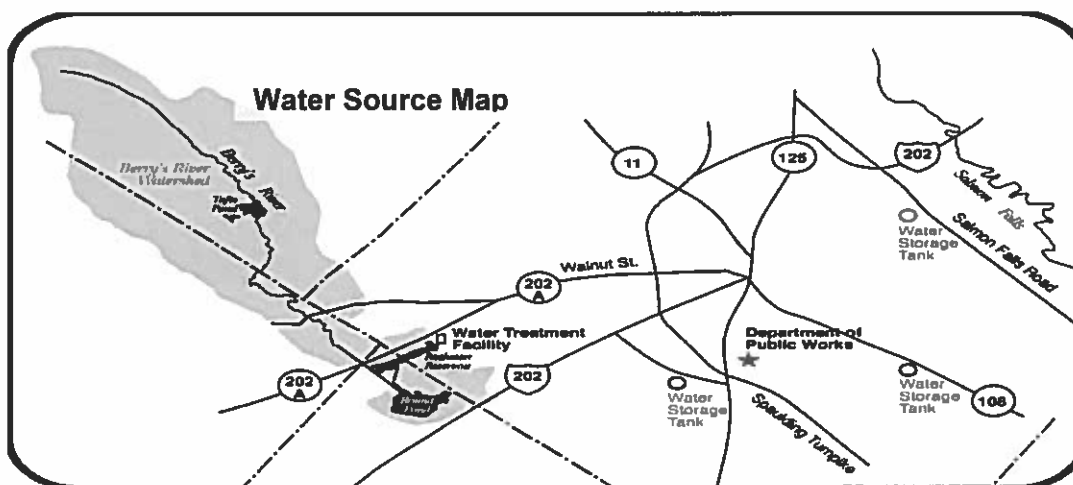 Water Source Map
Berry's River
Watershed
Berry's River
Pond
11
125
202
Salmon Falls
Salmon Falls Road
Water
Storage
Tank
Walnut St.
202
A
Water Treatment
Facility
Reservoir
Round
Pond
202
A
202
Department of
Public Works
Water
Storage
Tank
Water
Storage
Tank
108
Spaulding Turnpike